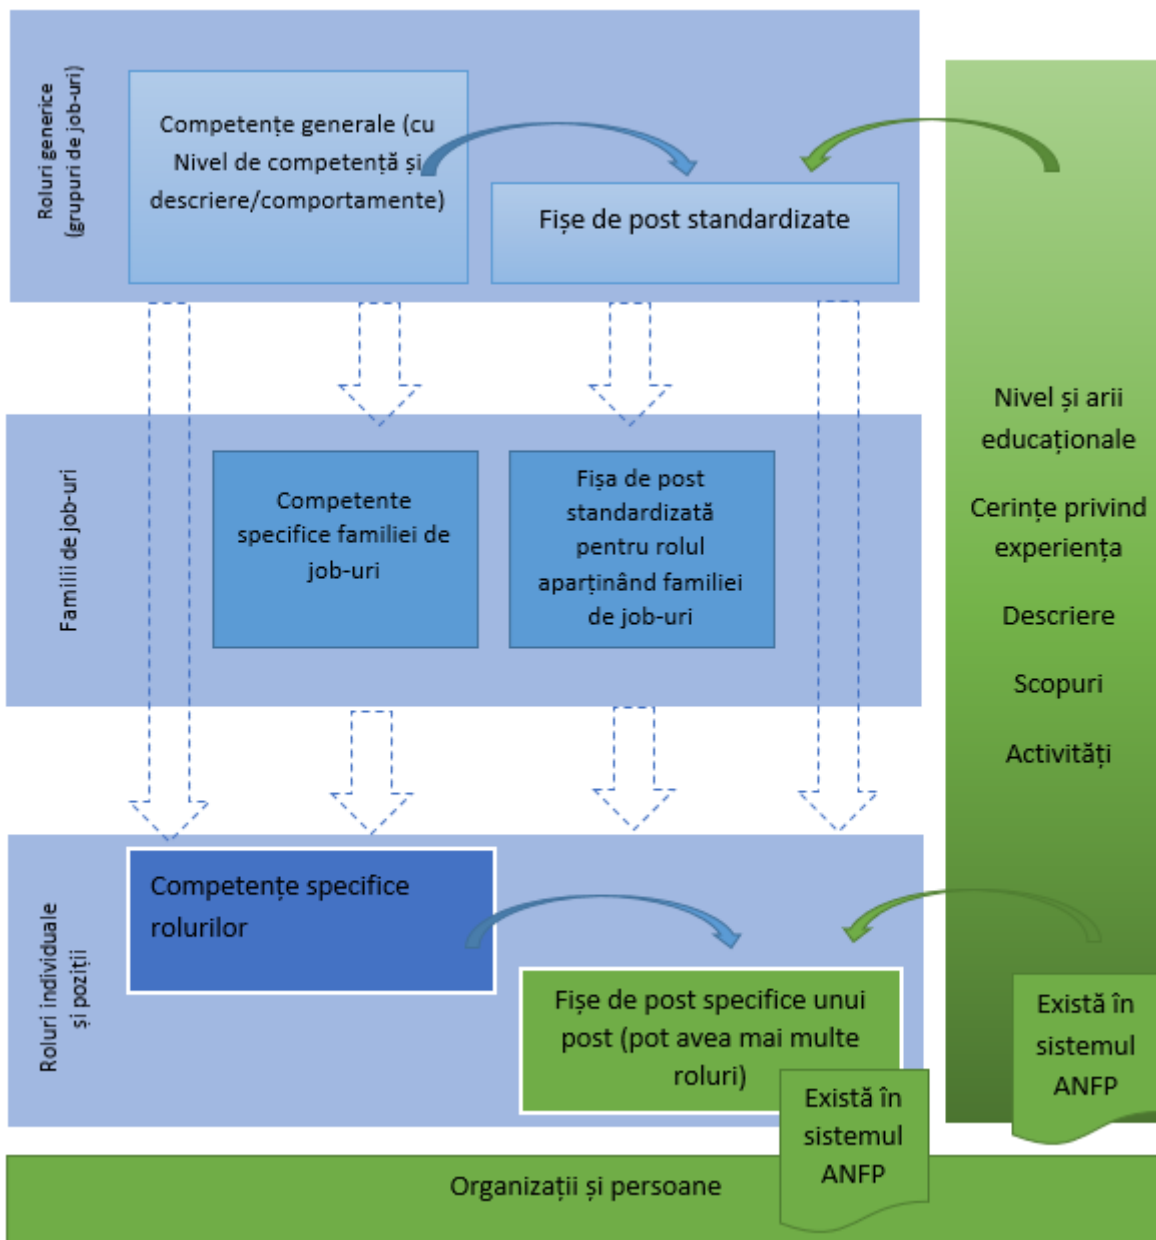 Roluri generice
(grupuri de job-uri)
Competențe generale (cu
Nivel de competență și
descriere/comportamente)
Fișe de post standardizate
Familii de job-uri
Competente
specifice familiei de
job-uri
Fișa de post
standardizată
pentru rolul
aparținând familiei
de job-uri
Nivel și arii
educaționale
Cerințe privind
experiența
Descriere
Scopuri
Activități
Roluri individuale
și poziții
Competențe specifice
rolurilor
Fișe de post specifice unui
post (pot avea mai multe
roluri)
Există în
sistemul
ANFP
Există în
sistemul
ANFP
Organizații și persoane